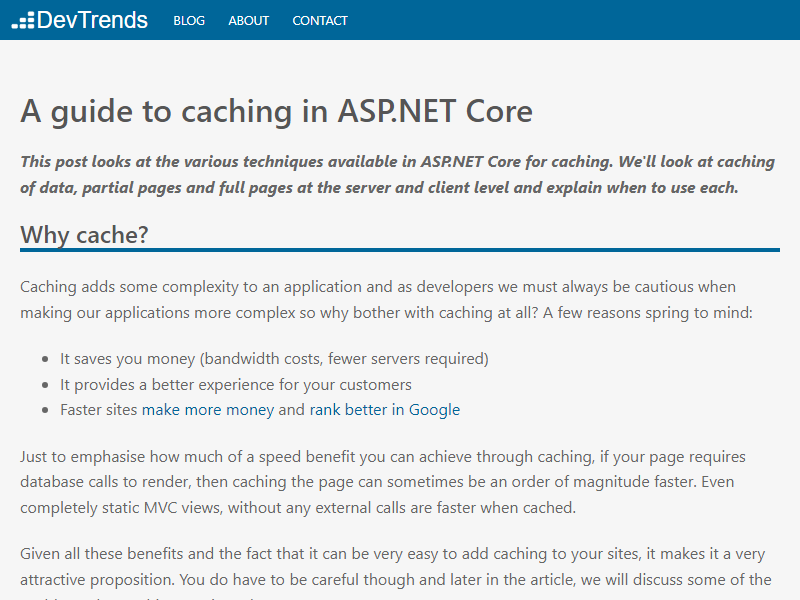 DevTrends BLOG ABOUT CONTACT
A guide to caching in ASP.NET Core
This post looks at the various techniques available in ASP.NET Core for caching. We'll look at caching
of data, partial pages and full pages at the server and client level and explain when to use each.
Why cache?
Caching adds some complexity to an application and as developers we must always be cautious when
making our applications more complex so why bother with caching at all? A few reasons spring to mind:
• It saves you money (bandwidth costs, fewer servers required)
• It provides a better experience for your customers
• Faster sites make more money and rank better in Google
Just to emphasise how much of a speed benefit you can achieve through caching, if your page requires
database calls to render, then caching the page can sometimes be an order of magnitude faster. Even
completely static MVC views, without any external calls are faster when cached.
Given all these benefits and the fact that it can be very easy to add caching to your sites, it makes it a very
attractive proposition. You do have to be careful though and later in the article, we will discuss some of the